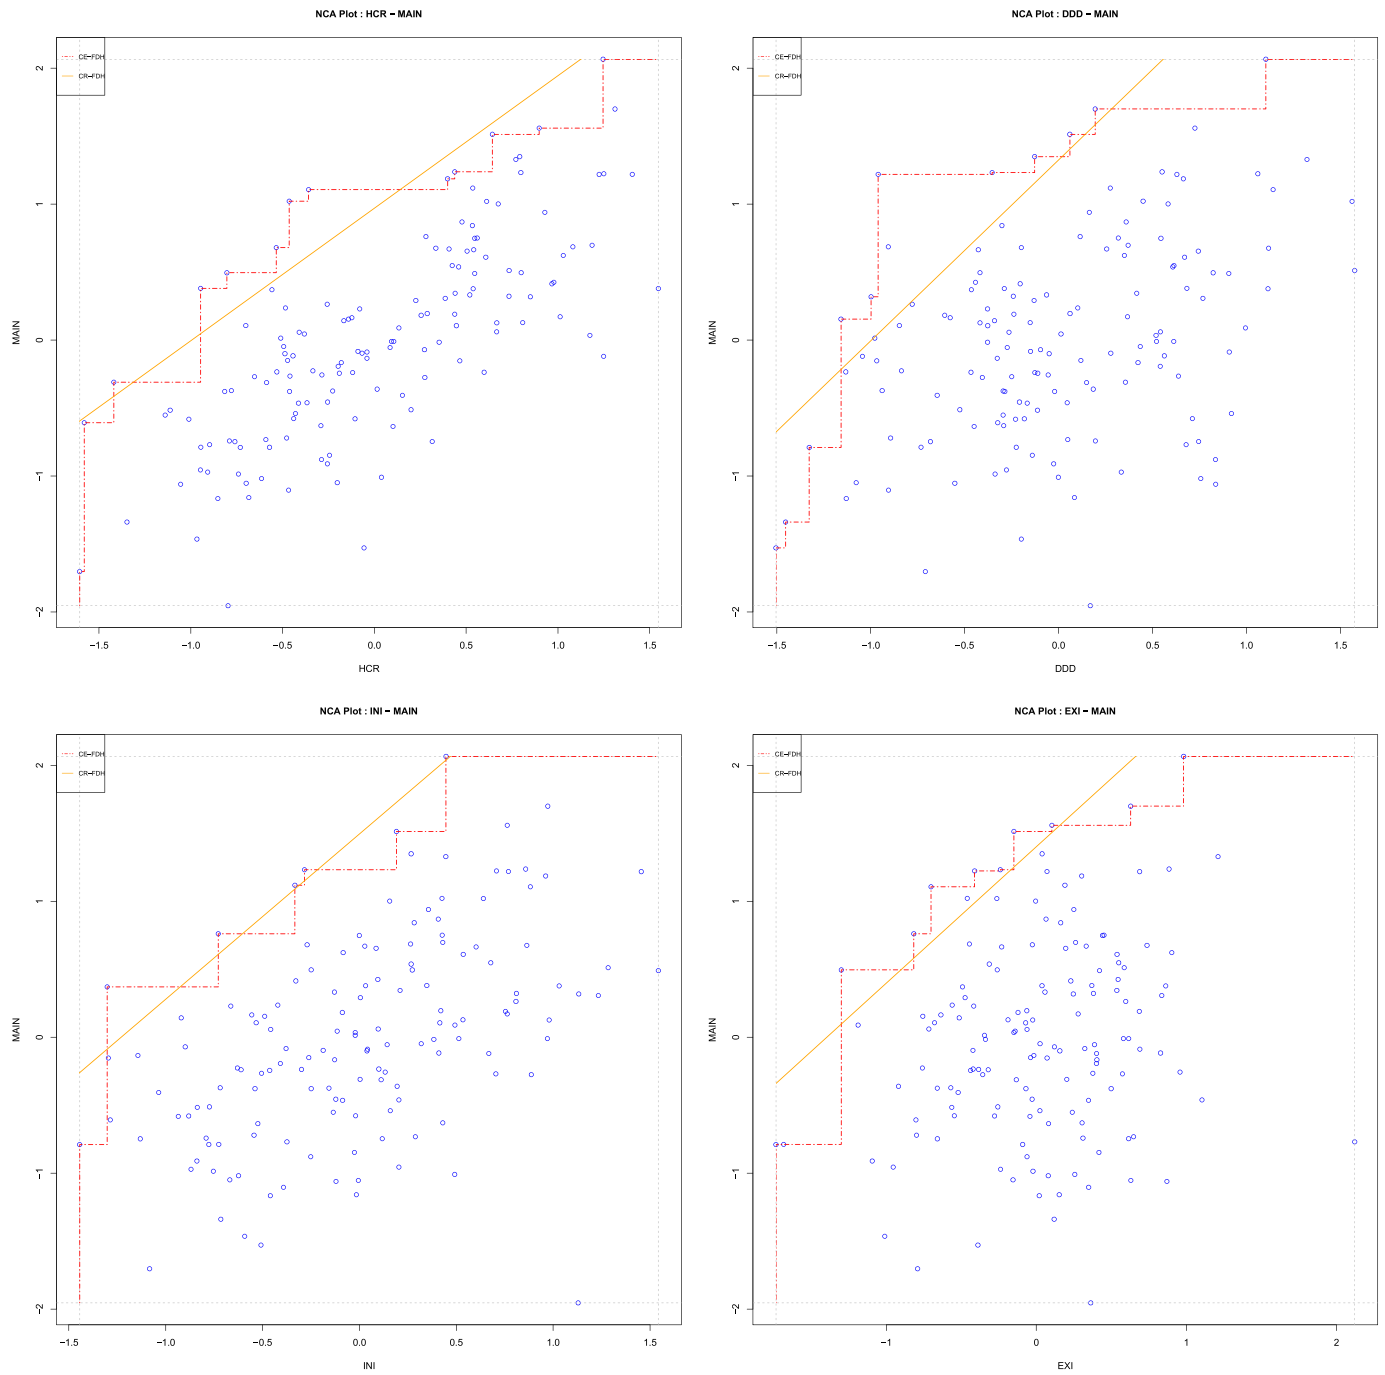 NCA Plot : HCR − MAIN
CE−FDH
CR−FDH
MAIN
2
1
0
−1
−2
−1.5
−1.0
−0.5
0.0
0.5
1.0
1.5
HCR
NCA Plot : DDD − MAIN
CE−FDH
CR−FDH
MAIN
2
1
0
−1
−2
−1.5
−1.0
−0.5
0.0
0.5
1.0
1.5
DDD
NCA Plot : INI − MAIN
CE−FDH
CR−FDH
MAIN
2
1
0
−1
−2
−1.5
−1.0
−0.5
0.0
0.5
1.0
1.5
INI
NCA Plot : EXI − MAIN
CE−FDH
CR−FDH
MAIN
2
1
0
−1
−2
−1
0
1
2
EXI